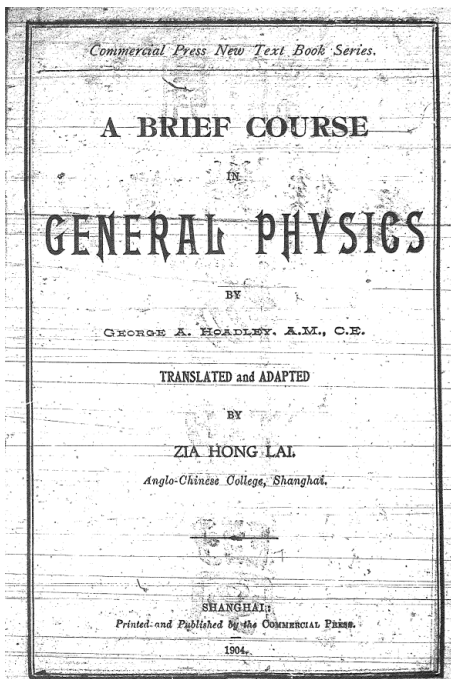 Commercial Press New Text Book Series.
A BRIEF COURSE
IN
GENERAL PHYSICS
BY
GEORGE A. HOADLEY. A.M., C.E.
TRANSLATED and ADAPTED
BY
ZIA HONG LAI.
Anglo-Chinese College, Shanghai.
SHANGHAI:
Printed and Published by the COMMERCIAL PRESS.
1904.